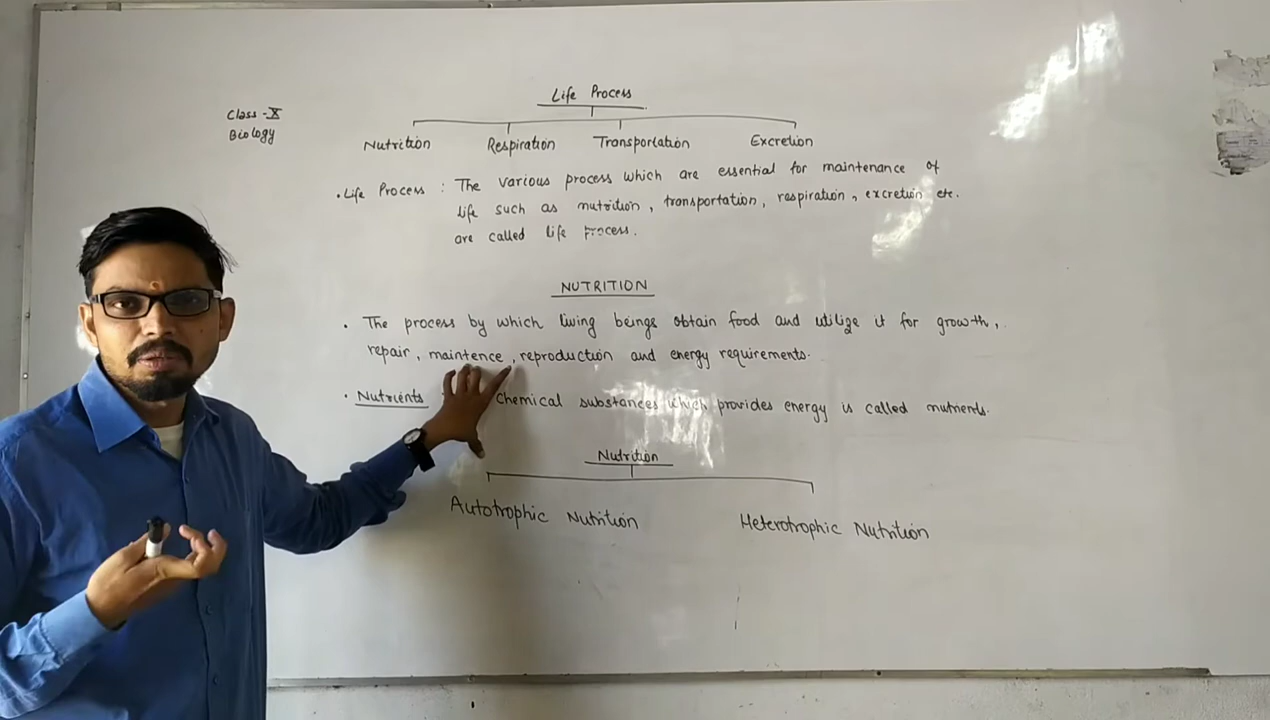 Life Process
Class - X
Biology
Nutrition Respiration Transportation Excretion
• Life Process : The various process which are essential for maintenance of
life such as nutrition, transportation, respiration, excretion etc.
are called life process.
NUTRITION
• The process by which living beings obtain food and utilize it for growth,
repair, maintence, reproduction and energy requirements.
• Nutrients Chemical substances which provides energy is called nutrients.
Nutrition
Autotrophic Nutrition Heterotrophic Nutrition